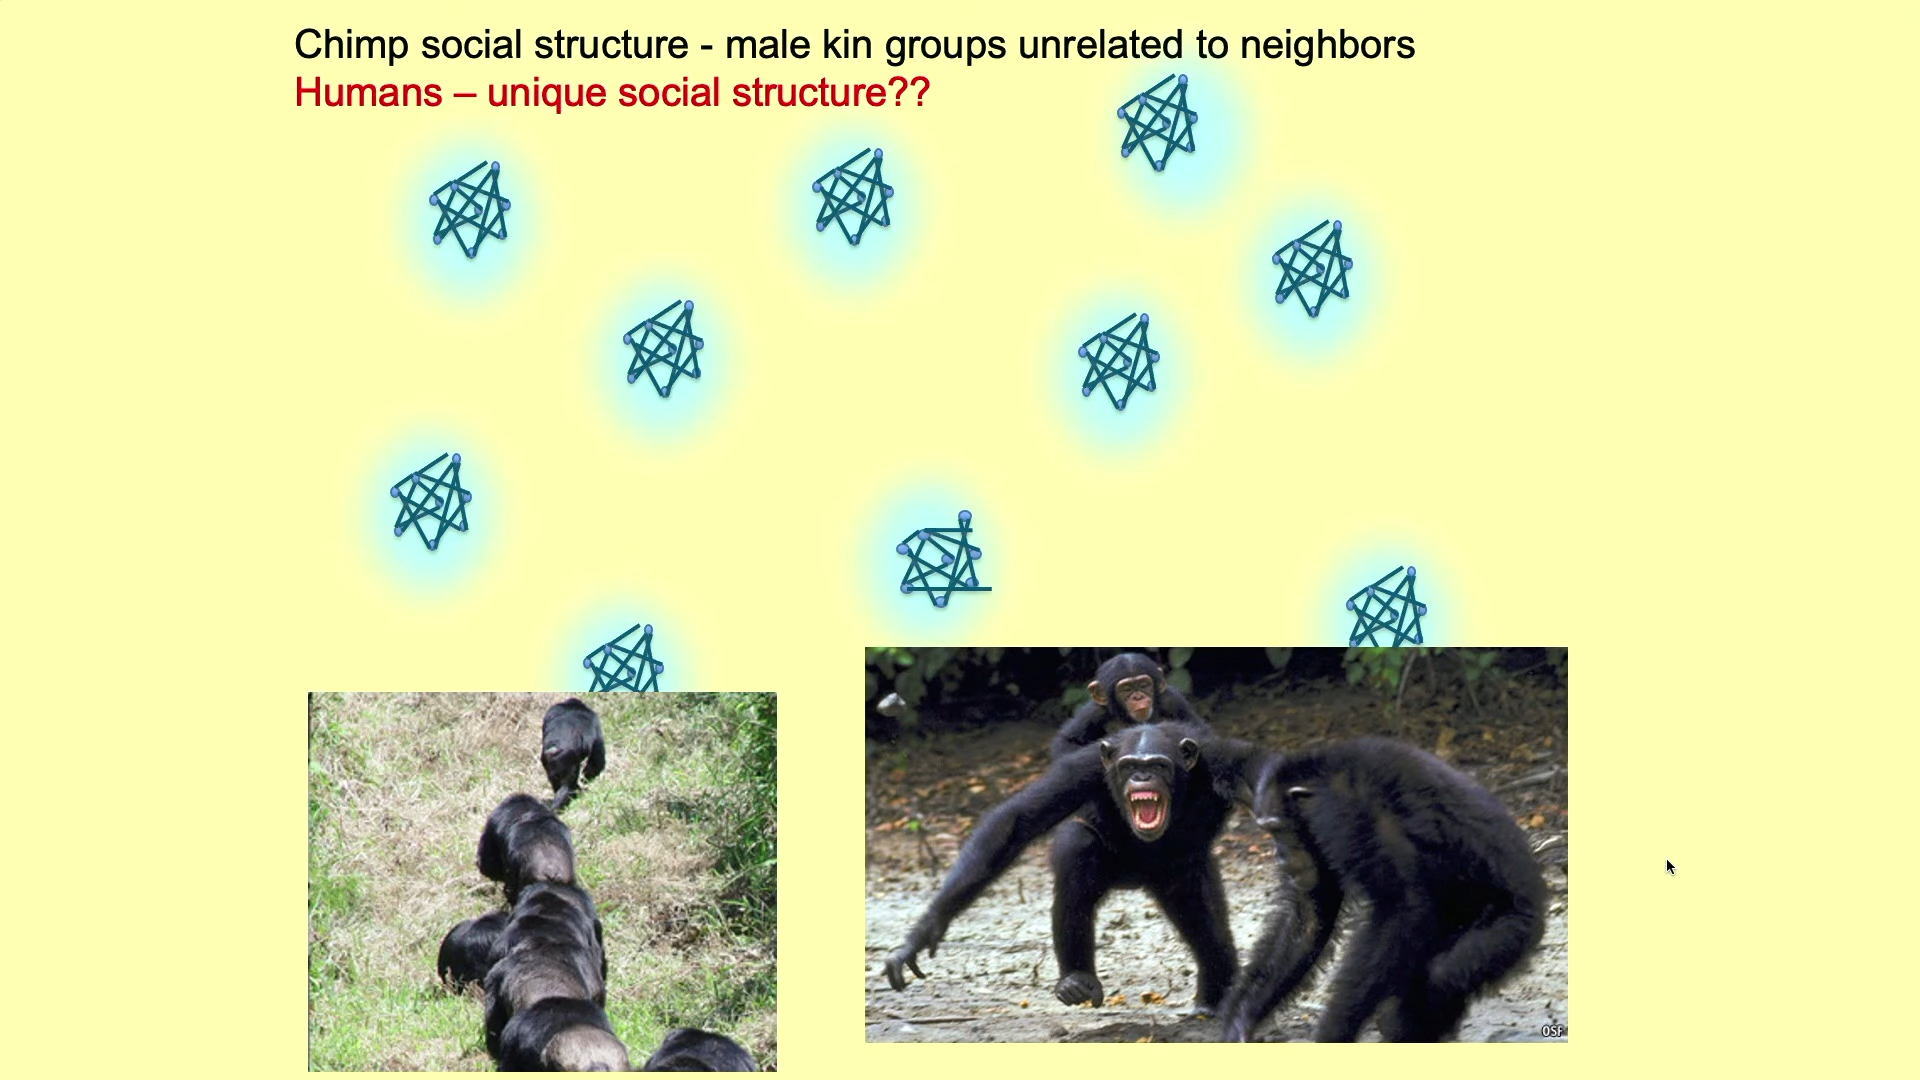 Chimp social structure - male kin groups unrelated to neighbors
Humans – unique social structure??
OSF